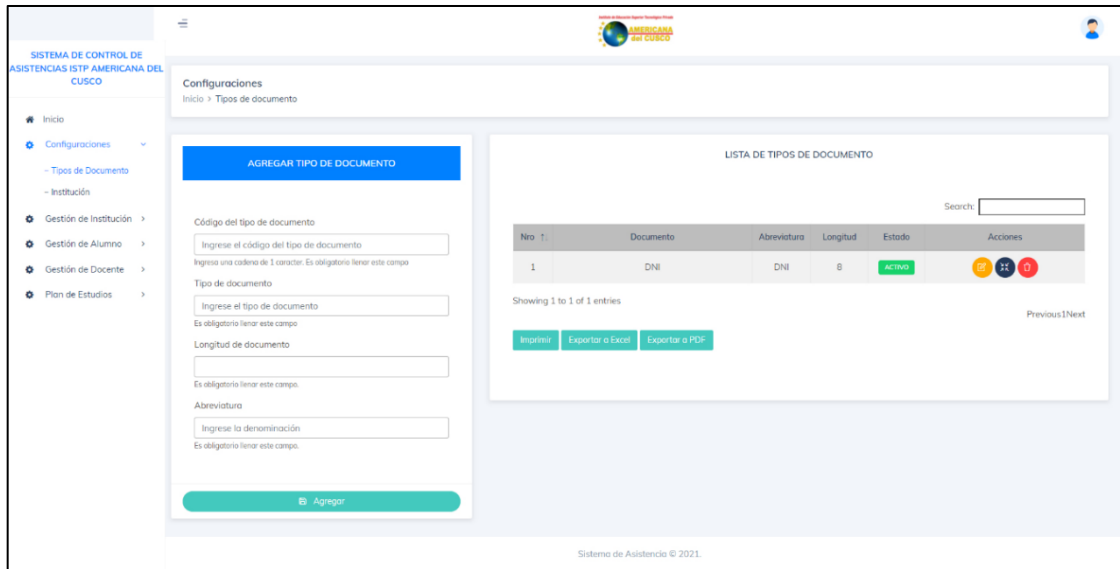 Instituto de Educación Superior Tecnológico Privado
AMERICANA
del CUSCO
SISTEMA DE CONTROL DE
ASISTENCIAS ISTP AMERICANA DEL
CUSCO
Inicio
Configuraciones
- Tipos de Documento
- Institución
Gestión de Institución
Gestión de Alumno
Gestión de Docente
Plan de Estudios
Configuraciones
Inicio > Tipos de documento
AGREGAR TIPO DE DOCUMENTO
Código del tipo de documento
Ingrese el código del tipo de documento
Ingresa una cadena de 1 caracter. Es obligatorio llenar este campo
Tipo de documento
Ingrese el tipo de documento
Es obligatorio llenar este campo
Longitud de documento
Es obligatorio llenar este campo.
Abreviatura
Ingrese la denominación
Es obligatorio llenar este campo.
Agregar
LISTA DE TIPOS DE DOCUMENTO
Search:
Nro Documento Abreviatura Longitud Estado Acciones
1 DNI DNI 8 ACTIVO
Showing 1 to 1 of 1 entries
Previous1Next
Imprimir Exportar a Excel Exportar a PDF
Sistema de Asistencia © 2021.